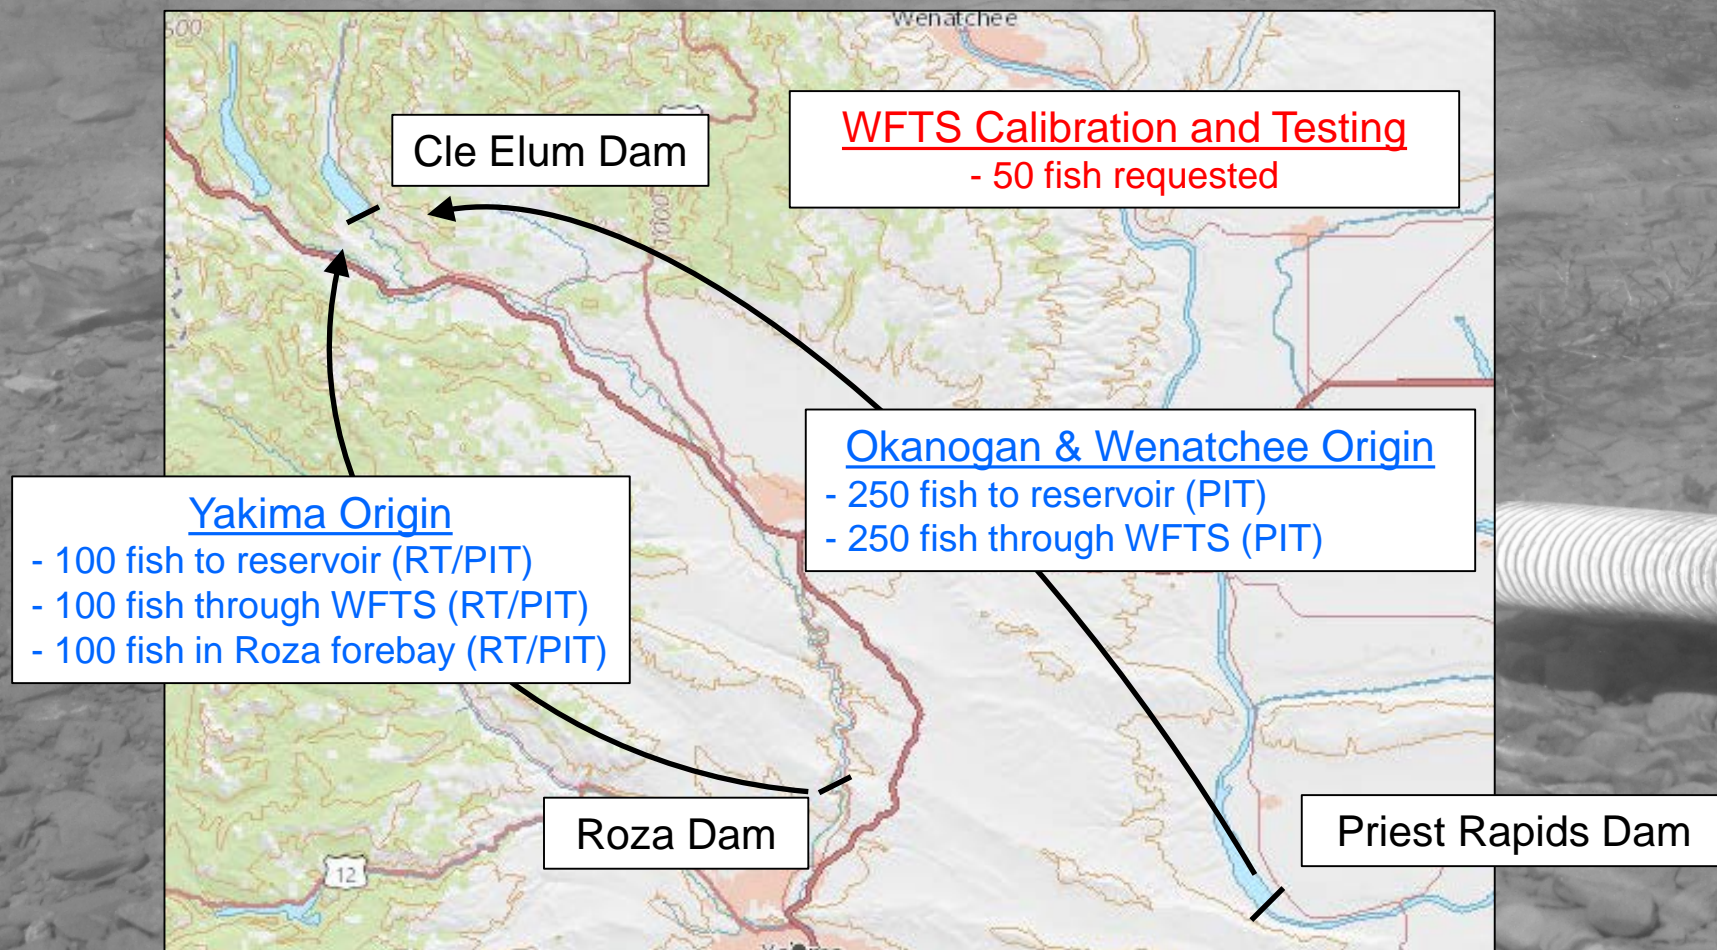 Wenatchee
Cle Elum Dam
WFTS Calibration and Testing
- 50 fish requested
Okanogan & Wenatchee Origin
- 250 fish to reservoir (PIT)
- 250 fish through WFTS (PIT)
Yakima Origin
- 100 fish to reservoir (RT/PIT)
- 100 fish through WFTS (RT/PIT)
- 100 fish in Roza forebay (RT/PIT)
Roza Dam
Priest Rapids Dam
12